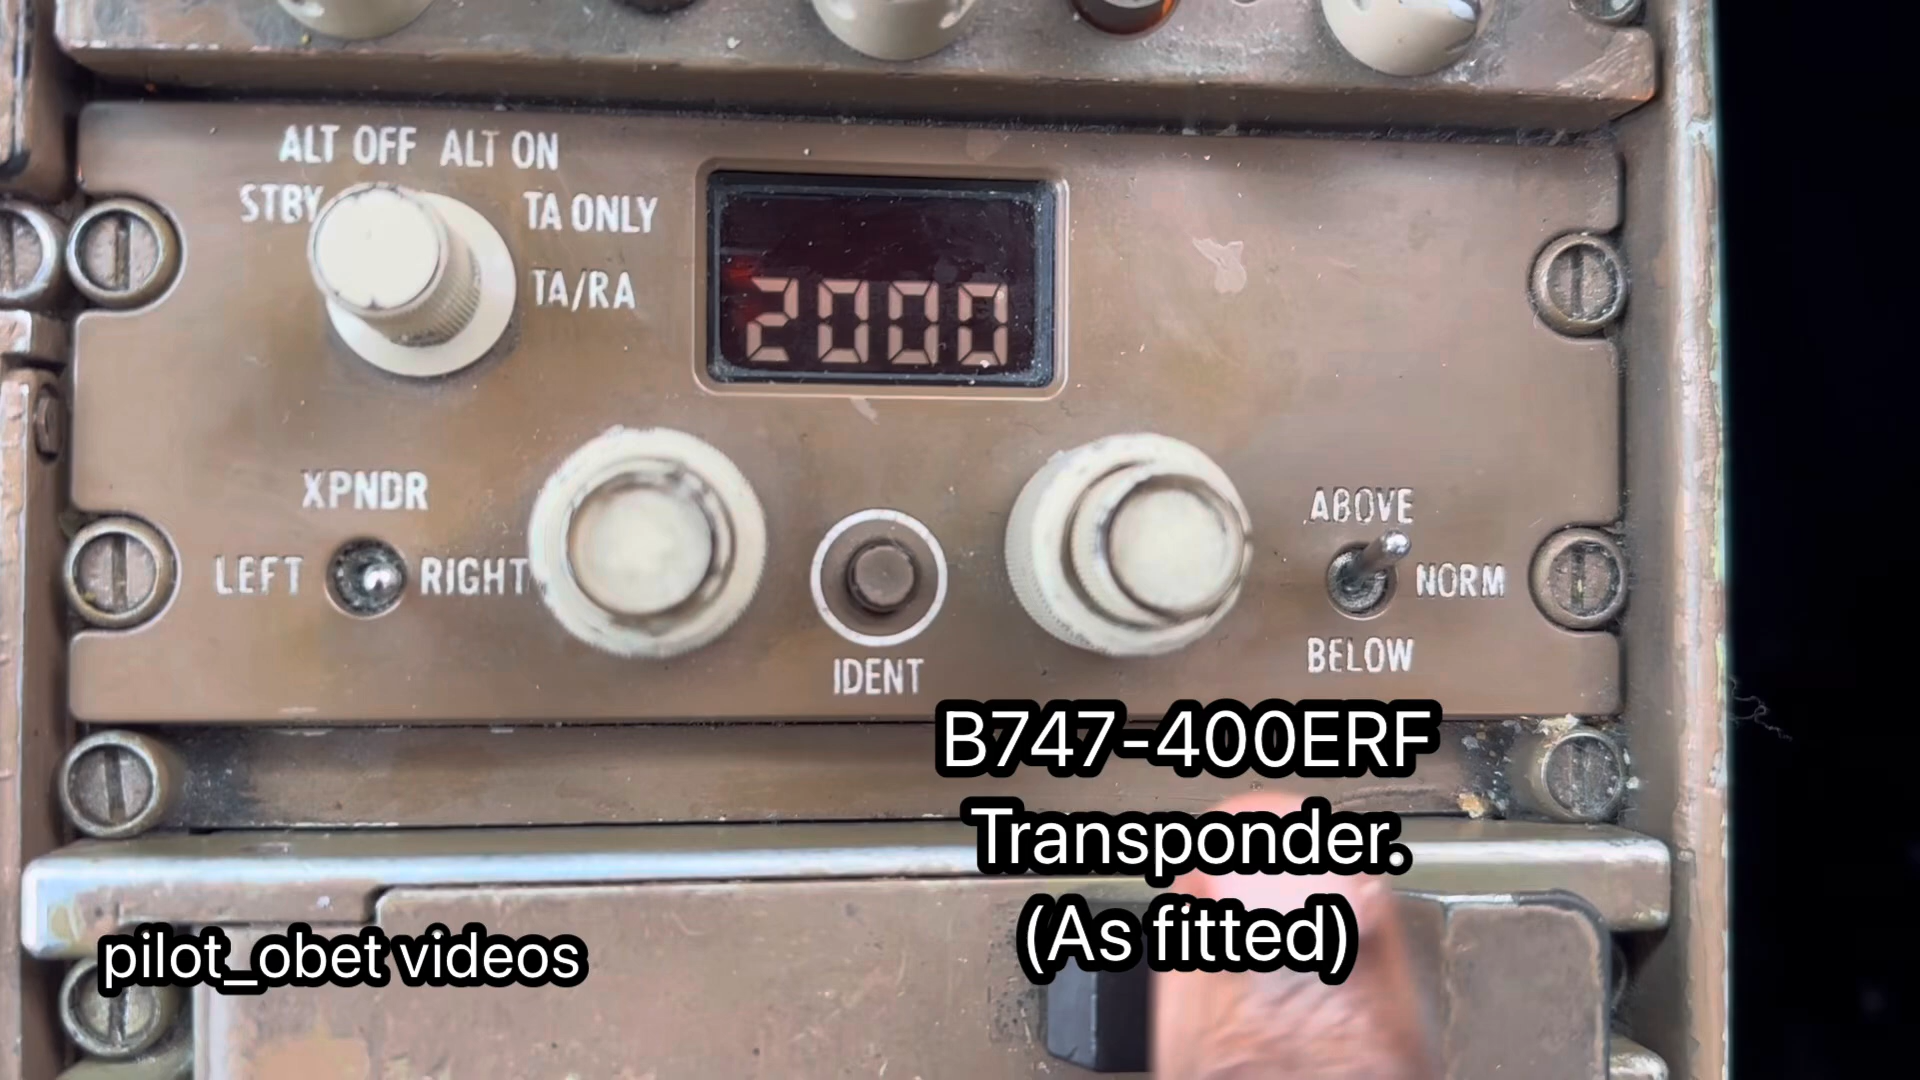 ALT OFF ALT ON
STBY
TA ONLY
TA/RA
2000
XPNDR
LEFT
RIGHT
IDENT
ABOVE
NORM
BELOW
B747-400ERF
Transponder.
(As fitted)
pilot_obet videos